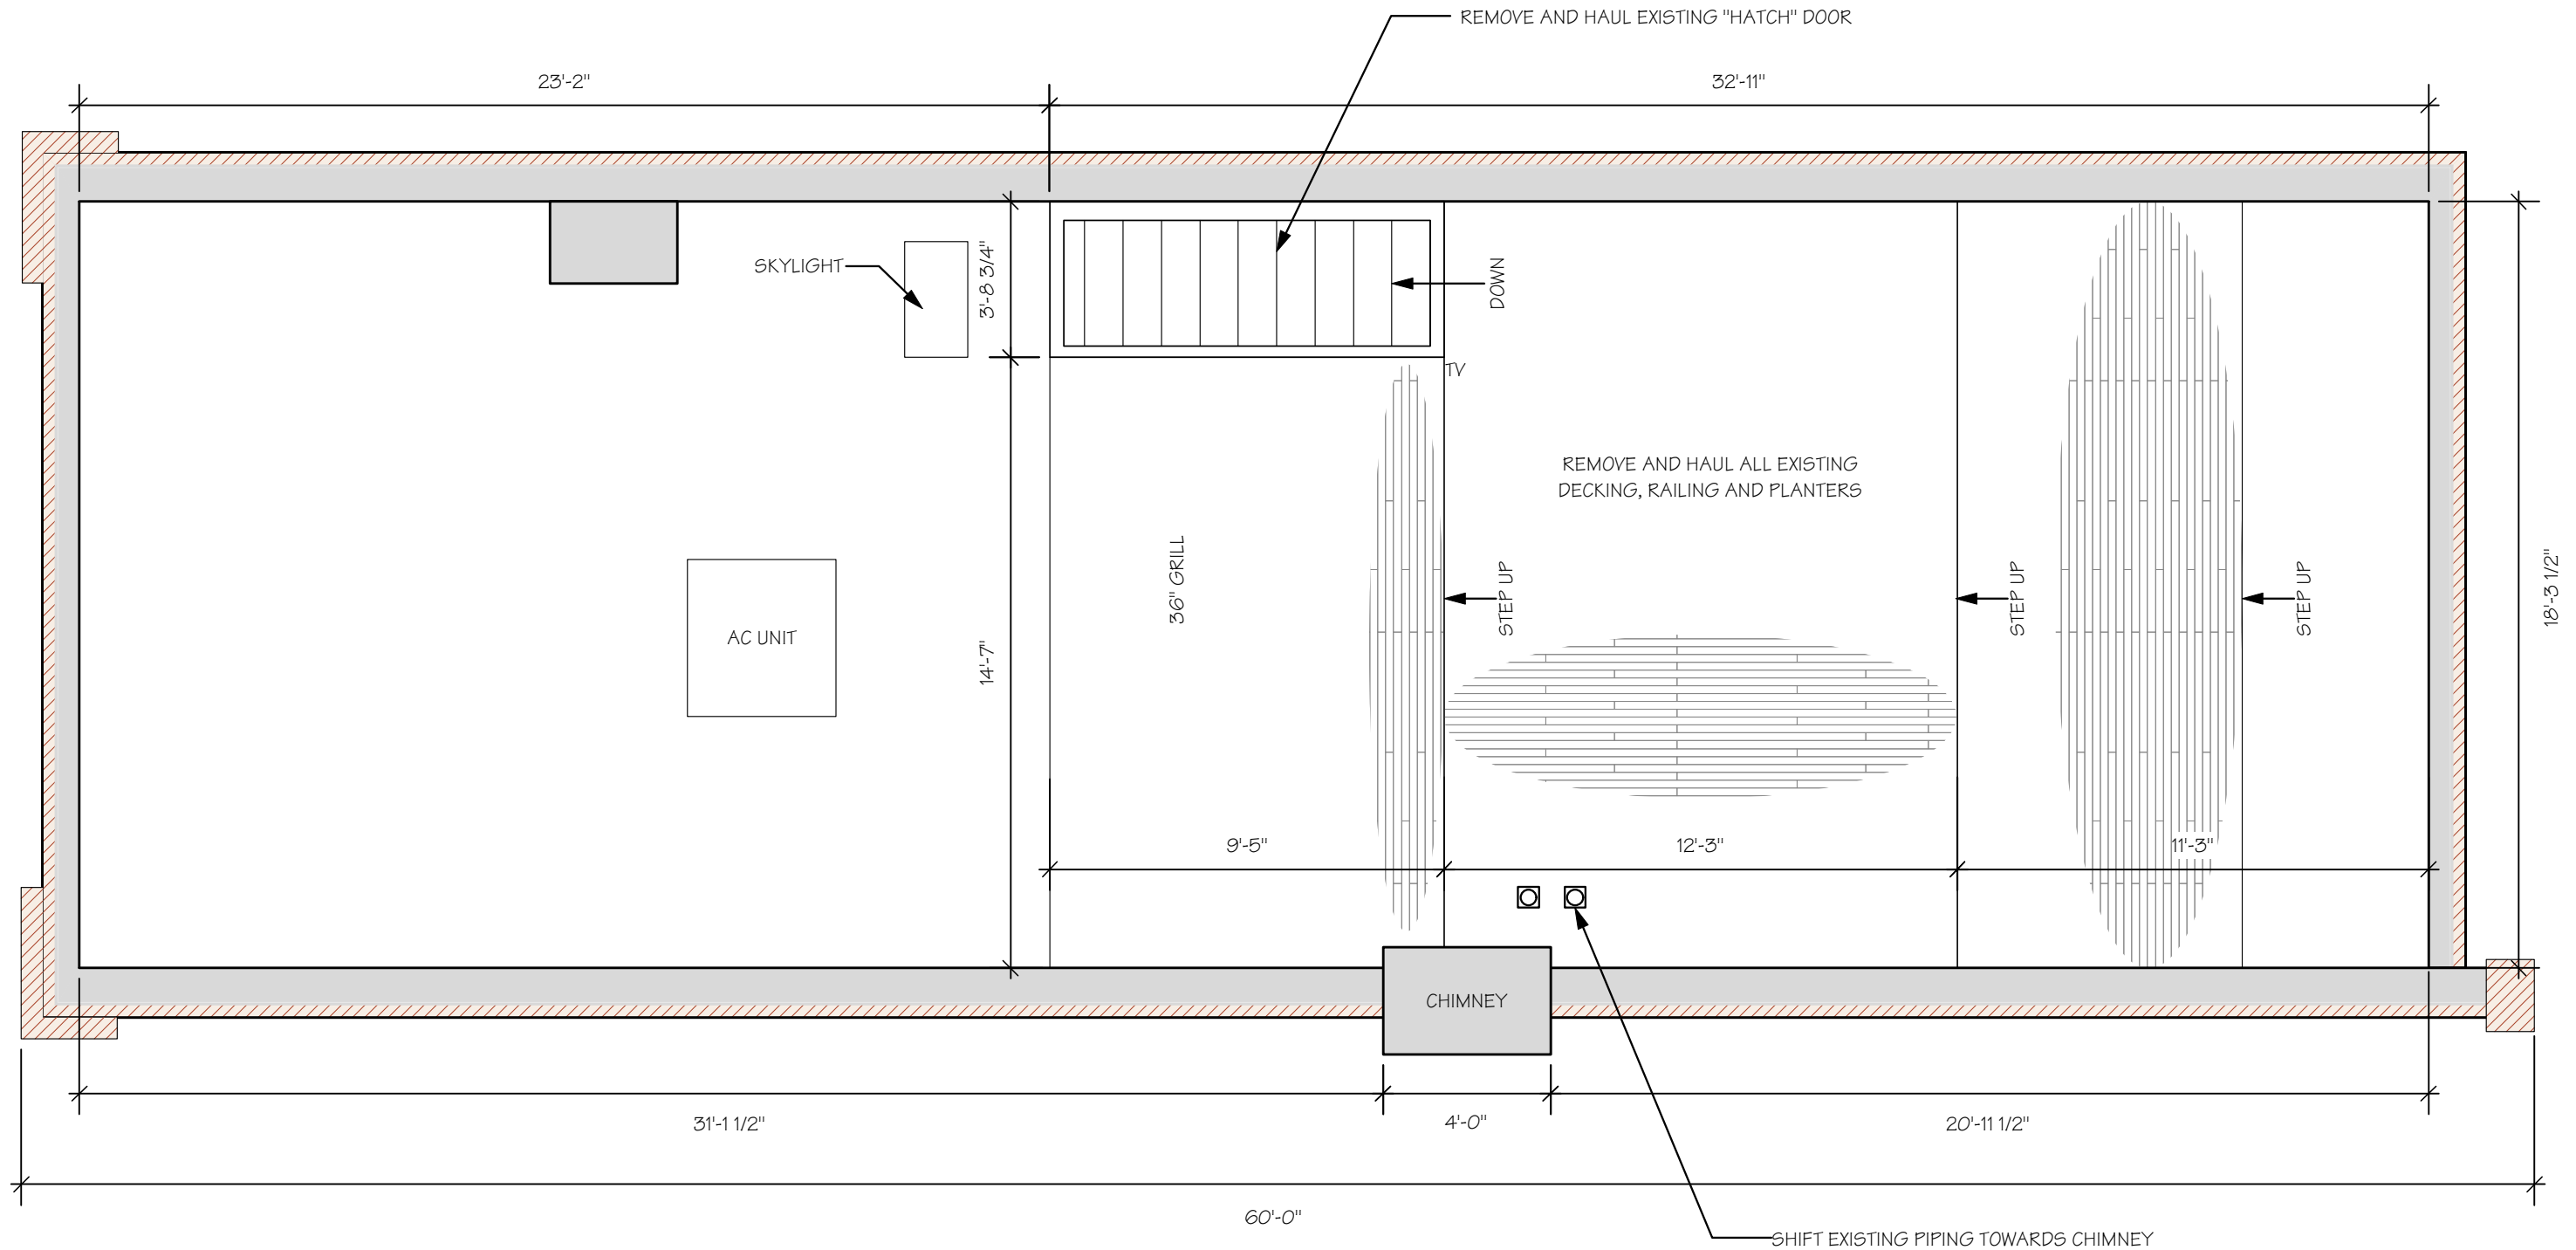 REMOVE AND HAUL EXISTING "HATCH" DOOR
23'-2"
32'-11"
SKYLIGHT
3'-8 3/4"
DOWN
TV
REMOVE AND HAUL ALL EXISTING
DECKING, RAILING AND PLANTERS
36" GRILL
STEP UP
STEP UP
STEP UP
18'-3 1/2"
AC UNIT
14'-7"
9'-5"
12'-3"
11'-3"
CHIMNEY
31'-1 1/2"
4'-0"
20'-11 1/2"
60'-0"
SHIFT EXISTING PIPING TOWARDS CHIMNEY